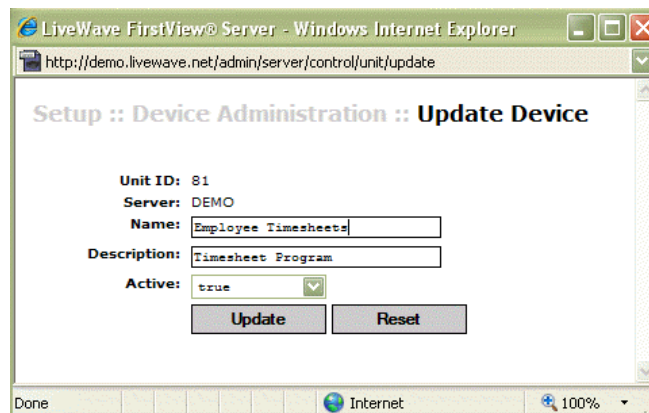 LiveWave FirstView® Server - Windows Internet Explorer
http://demo.livewave.net/admin/server/control/unit/update
Setup :: Device Administration :: Update Device
Unit ID: 81
Server: DEMO
Name: Employee Timesheets
Description: Timesheet Program
Active: true
Update Reset
Done Internet 100%